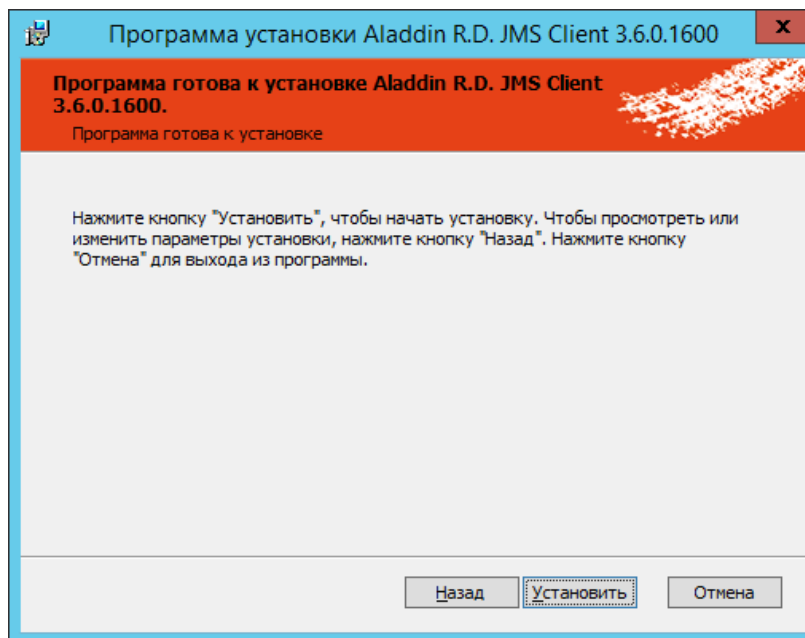 Программа установки Aladdin R.D. JMS Client 3.6.0.1600
x
Программа готова к установке Aladdin R.D. JMS Client
3.6.0.1600.
Программа готова к установке
Нажмите кнопку "Установить", чтобы начать установку. Чтобы просмотреть или
изменить параметры установки, нажмите кнопку "Назад". Нажмите кнопку
"Отмена" для выхода из программы.
Назад Установить Отмена